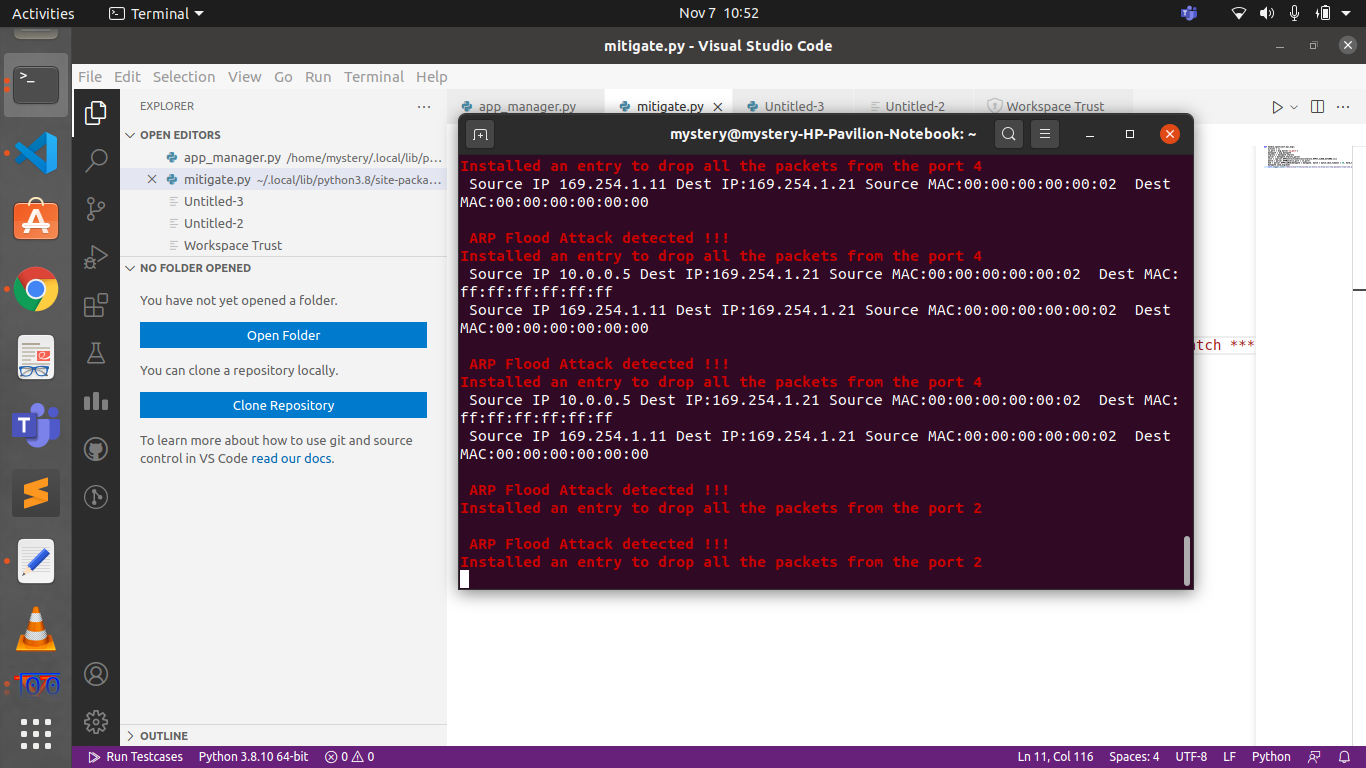 Activities
Terminal
Nov 7 10:52
mitigate.py - Visual Studio Code
File Edit Selection View Go Run Terminal Help
EXPLORER
OPEN EDITORS
app_manager.py /home/mystery/.local/lib/p...
mitigate.py ~/.local/lib/python3.8/site-packa...
Untitled-3
Untitled-2
Workspace Trust
NO FOLDER OPENED
You have not yet opened a folder.
Open Folder
You can clone a repository locally.
Clone Repository
To learn more about how to use git and source
control in VS Code read our docs.
OUTLINE
app_manager.py
mitigate.py
Untitled-3
Untitled-2
Workspace Trust
mystery@mystery-HP-Pavilion-Notebook: ~
Installed an entry to drop all the packets from the port 4
Source IP 169.254.1.11 Dest IP:169.254.1.21 Source MAC:00:00:00:00:00:02 Dest
MAC:00:00:00:00:00:00
ARP Flood Attack detected !!!
Installed an entry to drop all the packets from the port 4
Source IP 10.0.0.5 Dest IP:169.254.1.21 Source MAC:00:00:00:00:00:02 Dest MAC:
ff:ff:ff:ff:ff:ff
Source IP 169.254.1.11 Dest IP:169.254.1.21 Source MAC:00:00:00:00:00:02 Dest
MAC:00:00:00:00:00:00
ARP Flood Attack detected !!!
Installed an entry to drop all the packets from the port 4
Source IP 10.0.0.5 Dest IP:169.254.1.21 Source MAC:00:00:00:00:00:02 Dest MAC:
ff:ff:ff:ff:ff:ff
Source IP 169.254.1.11 Dest IP:169.254.1.21 Source MAC:00:00:00:00:00:02 Dest
MAC:00:00:00:00:00:00
ARP Flood Attack detected !!!
Installed an entry to drop all the packets from the port 2
ARP Flood Attack detected !!!
Installed an entry to drop all the packets from the port 2
atch ***
Run Testcases
Python 3.8.10 64-bit
0 0
Ln 11, Col 116
Spaces: 4
UTF-8
LF
Python